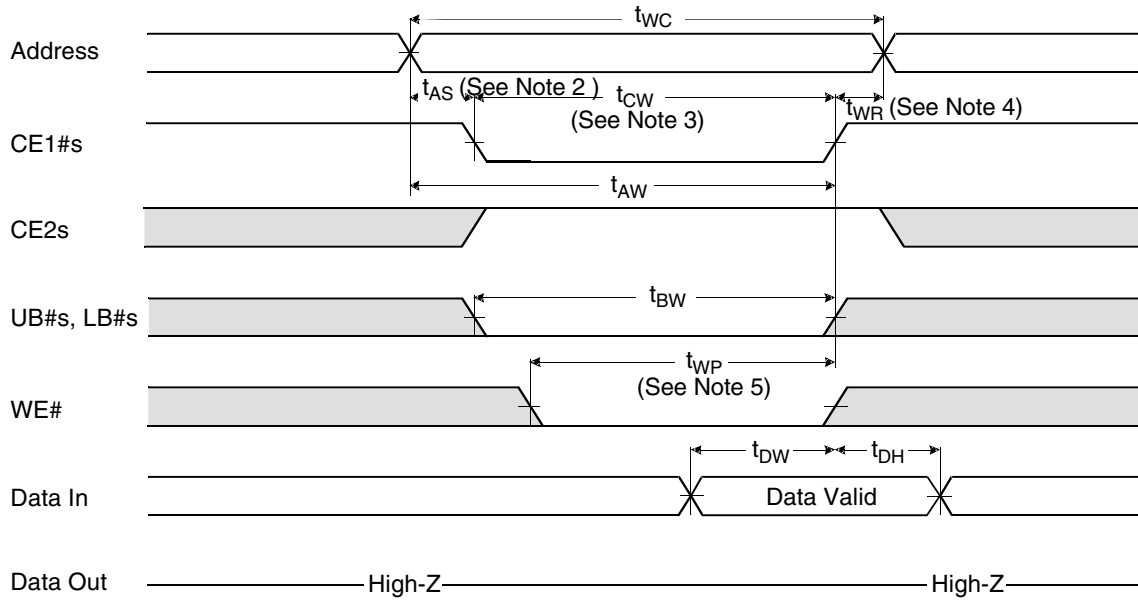 tWC
Address
tAS (See Note 2 )
tCW
(See Note 3)
tWR (See Note 4)
CE1#s
tAW
CE2s
tBW
UB#s, LB#s
tWP
(See Note 5)
WE#
tDW
tDH
Data In
Data Valid
Data Out
High-Z
High-Z